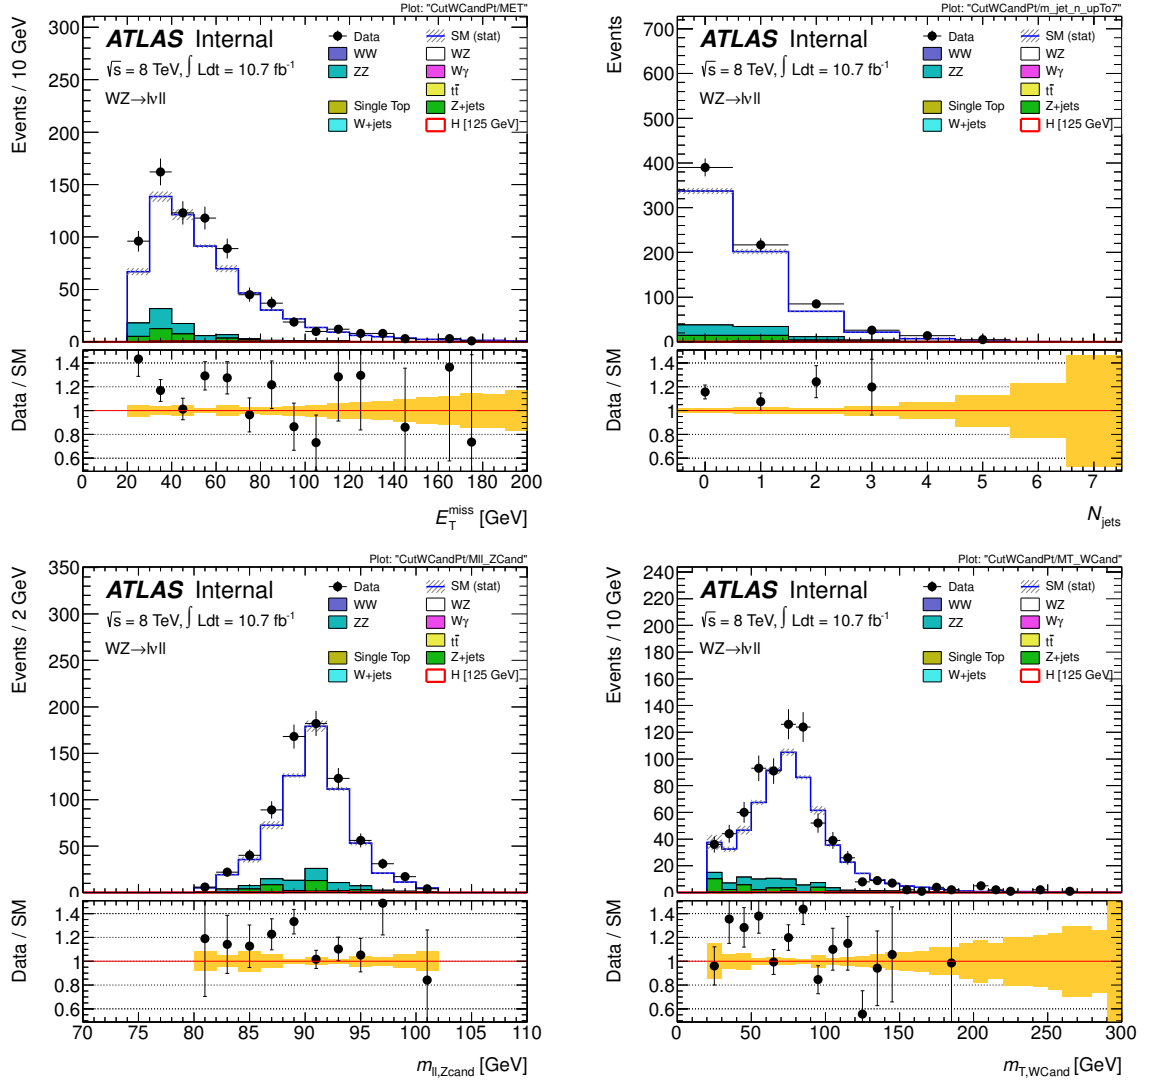 Plot: "CutWCandPt/MET"
Events / 10 GeV
ATLAS Internal
√s = 8 TeV, ∫ Ldt = 10.7 fb⁻¹
WZ→lνll
Data
WW
ZZ
Single Top
W+jets
SM (stat)
WZ
Wγ
tt̄
Z+jets
H [125 GeV]
300
250
200
150
100
50
0
Data / SM
1.4
1.2
1
0.8
0.6
0 20 40 60 80 100 120 140 160 180 200
E_T^miss [GeV]
Plot: "CutWCandPt/m_jet_n_upTo7"
Events
ATLAS Internal
√s = 8 TeV, ∫ Ldt = 10.7 fb⁻¹
WZ→lνll
Data
WW
ZZ
Single Top
W+jets
SM (stat)
WZ
Wγ
tt̄
Z+jets
H [125 GeV]
700
600
500
400
300
200
100
0
Data / SM
1.4
1.2
1
0.8
0.6
0 1 2 3 4 5 6 7
N_jets
Plot: "CutWCandPt/Mll_ZCand"
Events / 2 GeV
ATLAS Internal
√s = 8 TeV, ∫ Ldt = 10.7 fb⁻¹
WZ→lνll
Data
WW
ZZ
Single Top
W+jets
SM (stat)
WZ
Wγ
tt̄
Z+jets
H [125 GeV]
350
300
250
200
150
100
50
0
Data / SM
1.4
1.2
1
0.8
0.6
70 75 80 85 90 95 100 105 110
m_ll,Zcand [GeV]
Plot: "CutWCandPt/MT_WCand"
Events / 10 GeV
ATLAS Internal
√s = 8 TeV, ∫ Ldt = 10.7 fb⁻¹
WZ→lνll
Data
WW
ZZ
Single Top
W+jets
SM (stat)
WZ
Wγ
tt̄
Z+jets
H [125 GeV]
240
220
200
180
160
140
120
100
80
60
40
20
0
Data / SM
1.4
1.2
1
0.8
0.6
0 50 100 150 200 250 300
m_T,WCand [GeV]